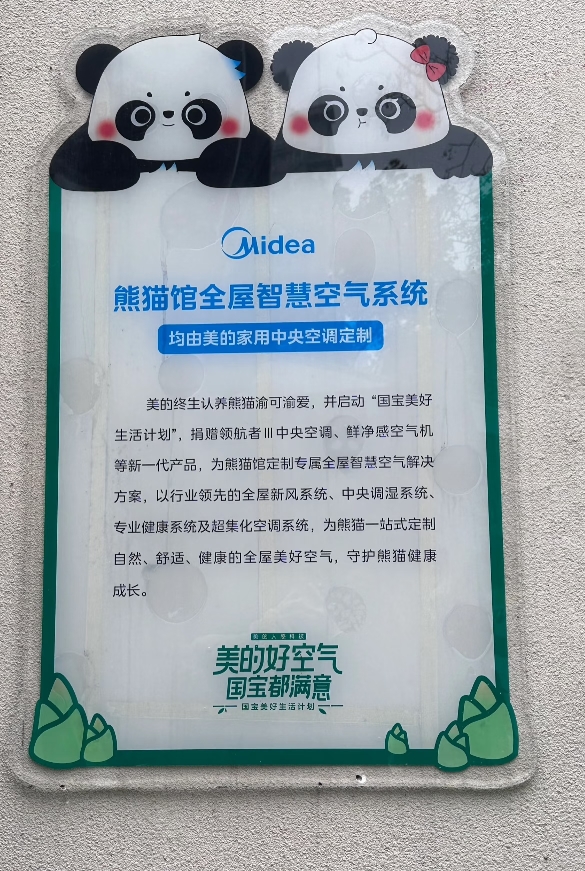 Midea
熊猫馆全屋智慧空气系统
均由美的家用中央空调定制
美的终生认养熊猫渝可渝爱，并启动“国宝美好
生活计划”，捐赠领航者Ⅲ中央空调、鲜净感空气机
等新一代产品，为熊猫馆定制专属全屋智慧空气解决
方案，以行业领先的全屋新风系统、中央调湿系统、
专业健康系统及超集化空调系统，为熊猫一站式定制
自然、舒适、健康的全屋美好空气，守护熊猫健康
成长。
美的人感科技
美的好空气
国宝都满意
国宝美好生活计划